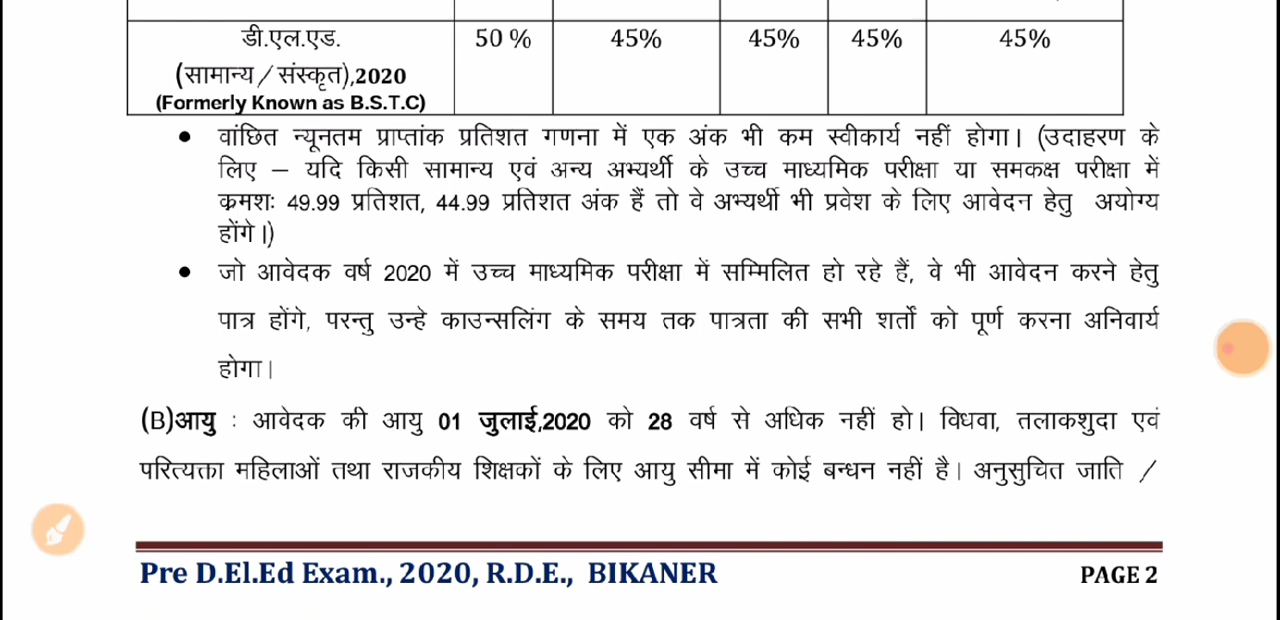 डी.एल.एड. 50 % 45% 45% 45% 45%
(सामान्य / संस्कृत),2020
(Formerly Known as B.S.T.C)
• वांछित न्यूनतम प्राप्तांक प्रतिशत गणना में एक अंक भी कम स्वीकार्य नहीं होगा। (उदाहरण के
लिए – यदि किसी सामान्य एवं अन्य अभ्यर्थी के उच्च माध्यमिक परीक्षा या समकक्ष परीक्षा में
क्रमशः 49.99 प्रतिशत, 44.99 प्रतिशत अंक हैं तो वे अभ्यर्थी भी प्रवेश के लिए आवेदन हेतु अयोग्य
होंगे।)
• जो आवेदक वर्ष 2020 में उच्च माध्यमिक परीक्षा में सम्मिलित हो रहे हैं, वे भी आवेदन करने हेतु
पात्र होंगे, परन्तु उन्हे काउन्सलिंग के समय तक पात्रता की सभी शर्तो को पूर्ण करना अनिवार्य
होगा।
(B)आयु : आवेदक की आयु 01 जुलाई,2020 को 28 वर्ष से अधिक नहीं हो। विधवा, तलाकशुदा एवं
परित्यक्ता महिलाओं तथा राजकीय शिक्षकों के लिए आयु सीमा में कोई बन्धन नहीं है। अनुसुचित जाति /
Pre D.El.Ed Exam., 2020, R.D.E., BIKANER PAGE 2